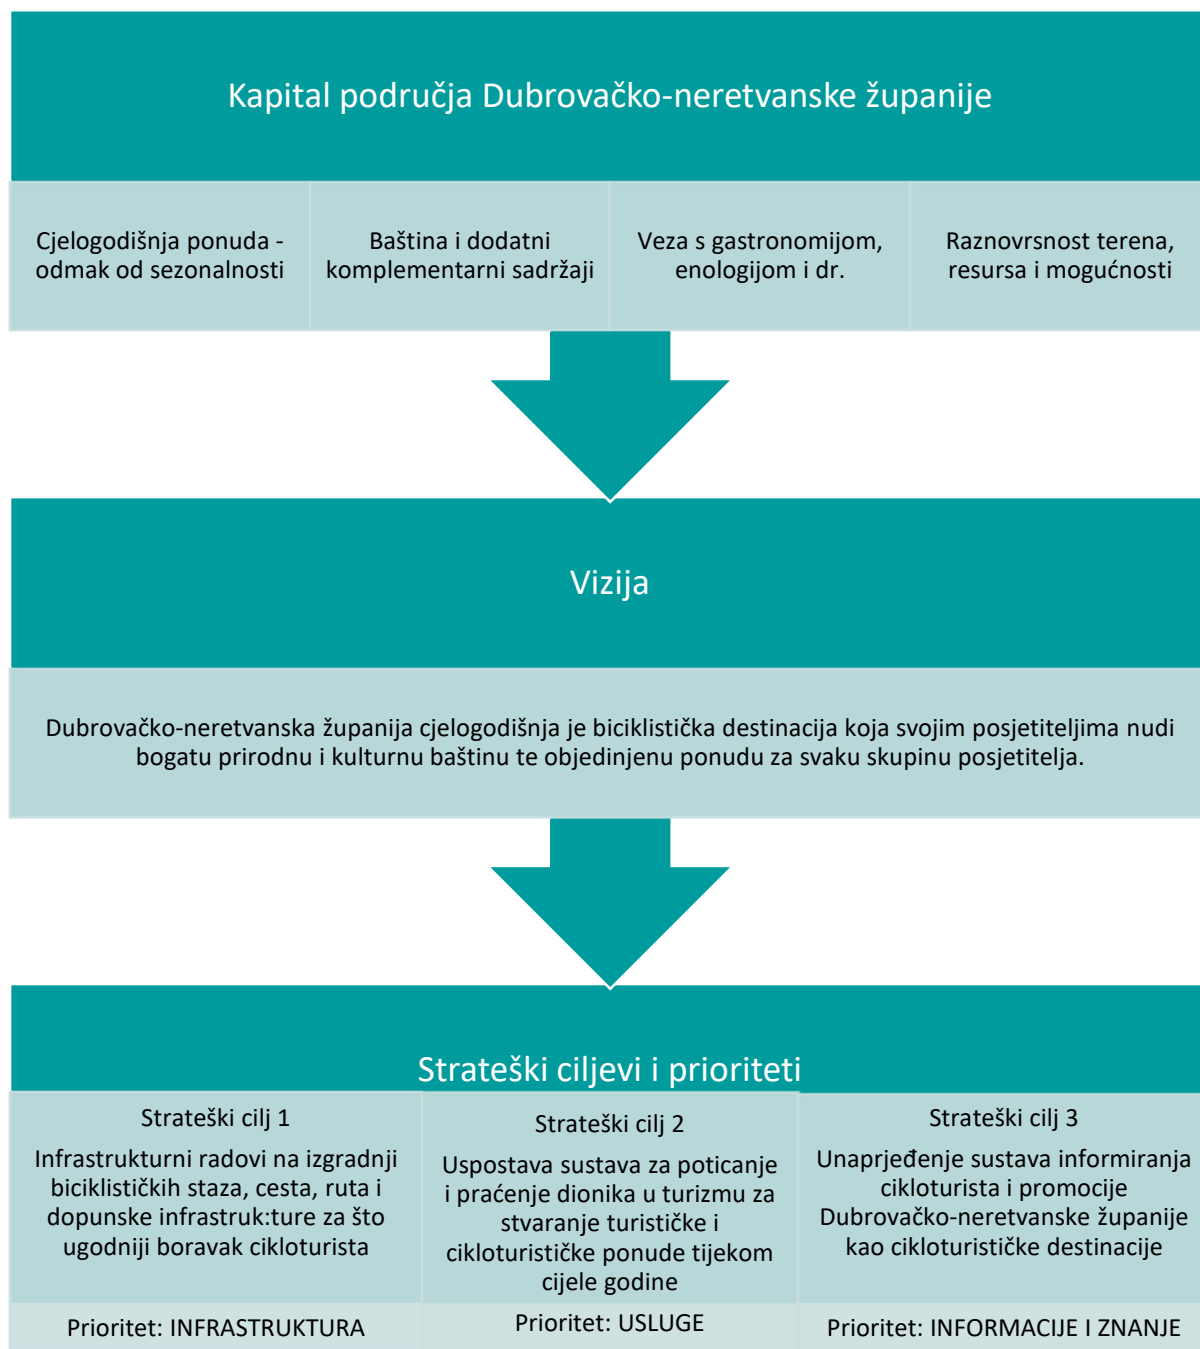 Kapital područja Dubrovačko-neretvanske županije
Cjelogodišnja ponuda -
odmak od sezonalnosti
Baština i dodatni
komplementarni sadržaji
Veza s gastronomijom,
enologijom i dr.
Raznovrsnost terena,
resursa i mogućnosti
Vizija
Dubrovačko-neretvanska županija cjelogodišnja je biciklistička destinacija koja svojim posjetiteljima nudi
bogatu prirodnu i kulturnu baštinu te objedinjenu ponudu za svaku skupinu posjetitelja.
Strateški ciljevi i prioriteti
Strateški cilj 1
Infrastrukturni radovi na izgradnji
biciklističkih staza, cesta, ruta i
dopunske infrastruk:ture za što
ugodniji boravak cikloturista
Prioritet: INFRASTRUKTURA
Strateški cilj 2
Uspostava sustava za poticanje
i praćenje dionika u turizmu za
stvaranje turističke i
cikloturističke ponude tijekom
cijele godine
Prioritet: USLUGE
Strateški cilj 3
Unaprjeđenje sustava informiranja
cikloturista i promocije
Dubrovačko-neretvanske županije
kao cikloturističke destinacije
Prioritet: INFORMACIJE I ZNANJE